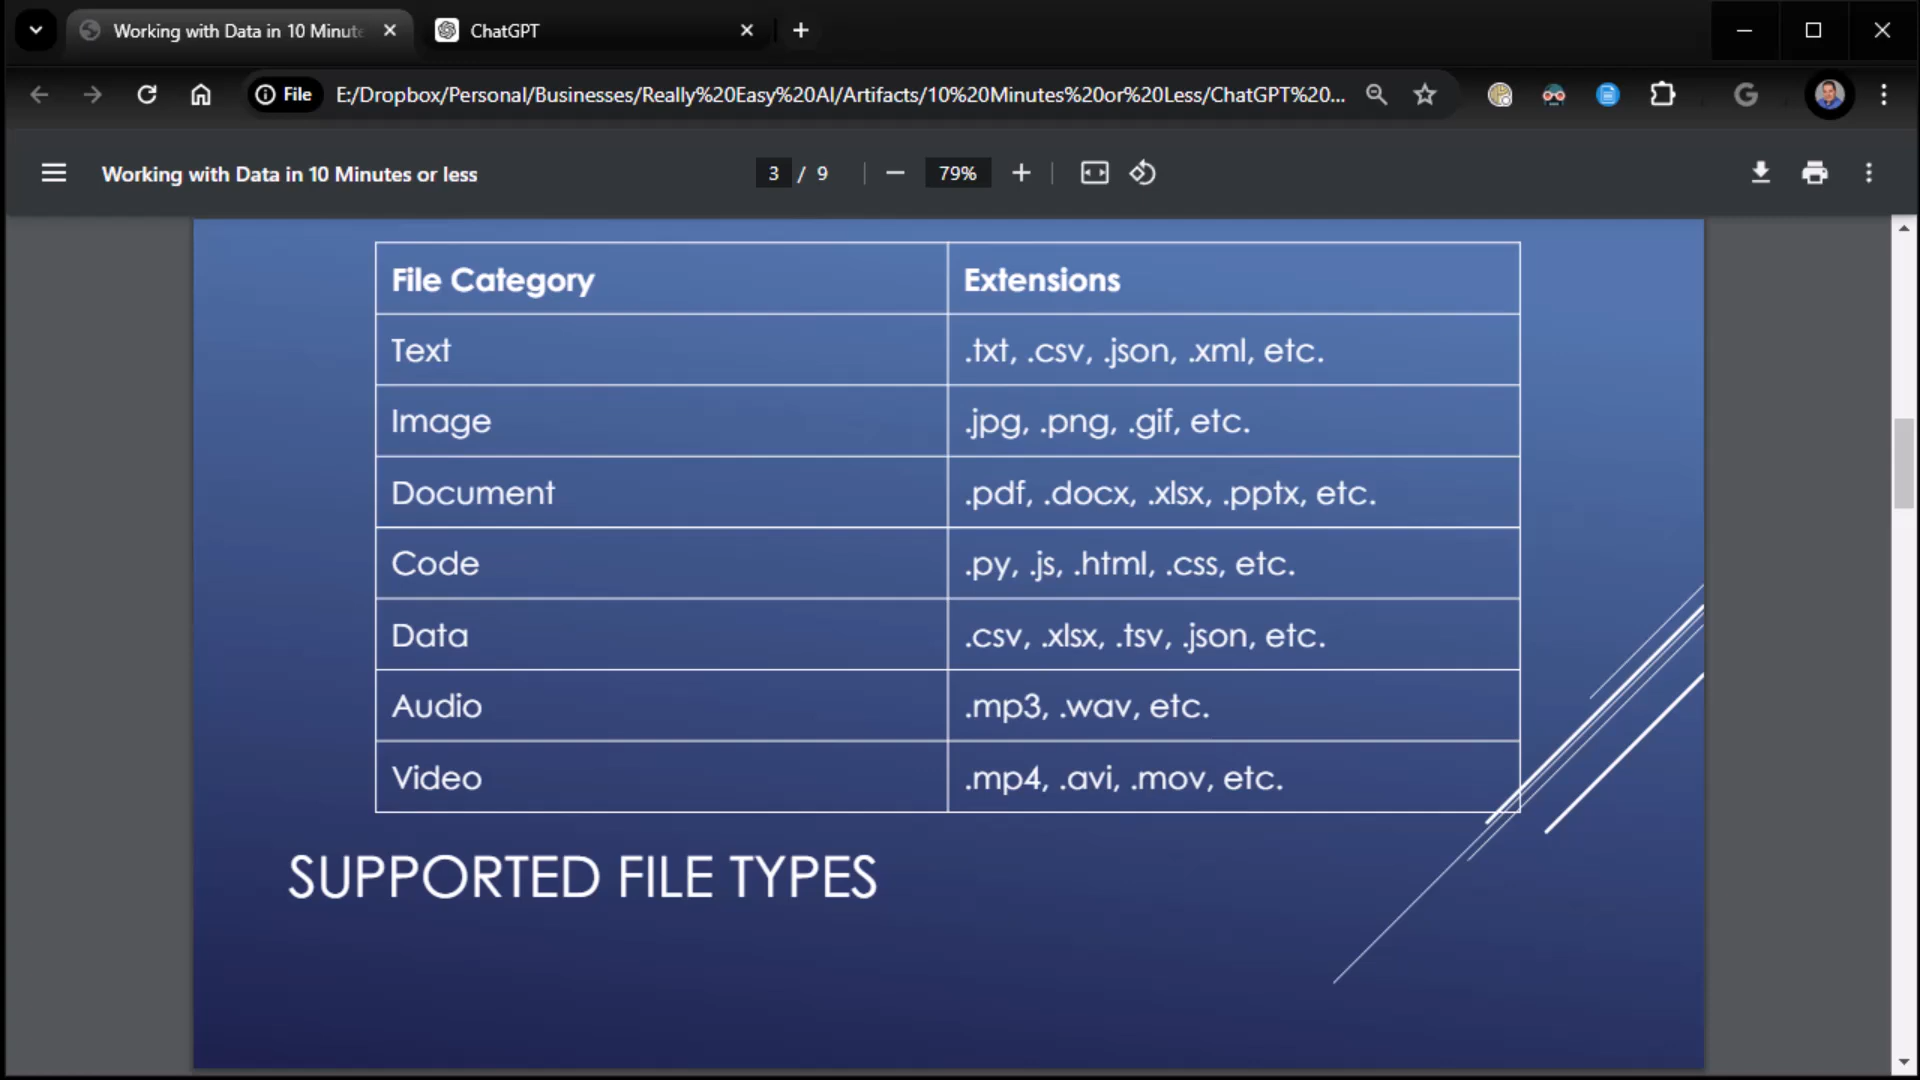 Working with Data in 10 Minute
ChatGPT
File
E:/Dropbox/Personal/Businesses/Really%20Easy%20AI/Artifacts/10%20Minutes%20or%20Less/ChatGPT%20...
Working with Data in 10 Minutes or less
3 / 9
79%
File Category Extensions
Text .txt, .csv, .json, .xml, etc.
Image .jpg, .png, .gif, etc.
Document .pdf, .docx, .xlsx, .pptx, etc.
Code .py, .js, .html, .css, etc.
Data .csv, .xlsx, .tsv, .json, etc.
Audio .mp3, .wav, etc.
Video .mp4, .avi, .mov, etc.
SUPPORTED FILE TYPES